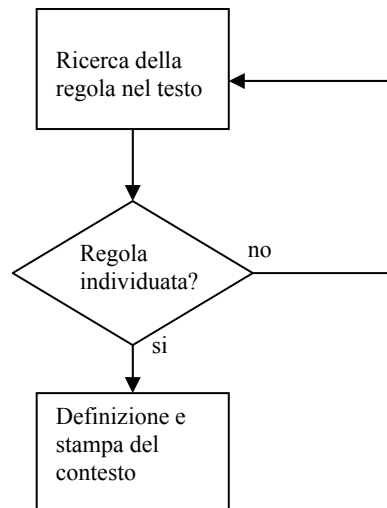 Ricerca della
regola nel testo
Regola
individuata?
no
si
Definizione e
stampa del
contesto